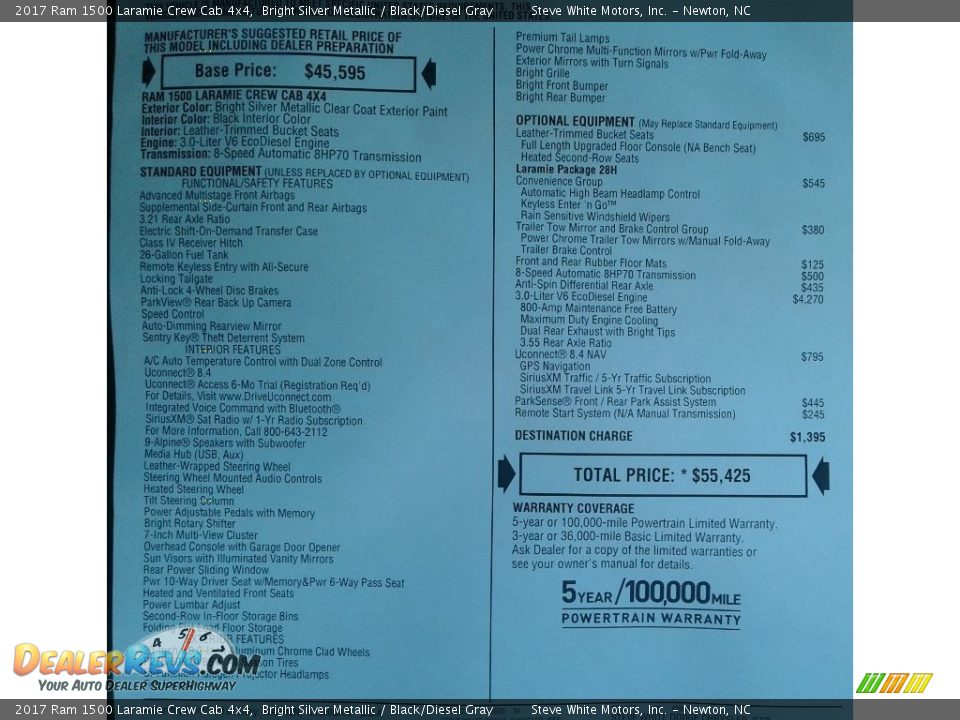 2017 Ram 1500 Laramie Crew Cab 4x4, Bright Silver Metallic / Black/Diesel Gray Steve White Motors, Inc. - Newton, NC
MANUFACTURER'S SUGGESTED RETAIL PRICE OF
THIS MODEL INCLUDING DEALER PREPARATION
Base Price: $45,595
RAM 1500 LARAMIE CREW CAB 4X4
Exterior Color: Bright Silver Metallic Clear Coat Exterior Paint
Interior Color: Black Interior Color
Interior: Leather-Trimmed Bucket Seats
Engine: 3.0-Liter V6 EcoDiesel Engine
Transmission: 8-Speed Automatic 8HP70 Transmission
STANDARD EQUIPMENT (UNLESS REPLACED BY OPTIONAL EQUIPMENT)
FUNCTIONAL/SAFETY FEATURES
Advanced Multistage Front Airbags
Supplemental Side-Curtain Front and Rear Airbags
3.21 Rear Axle Ratio
Electric Shift-On-Demand Transfer Case
Class IV Receiver Hitch
26-Gallon Fuel Tank
Remote Keyless Entry with All-Secure
Locking Tailgate
Anti-Lock 4-Wheel Disc Brakes
ParkView® Rear Back Up Camera
Speed Control
Auto-Dimming Rearview Mirror
Sentry Key® Theft Deterrent System
INTERIOR FEATURES
A/C Auto Temperature Control with Dual Zone Control
Uconnect® 8.4
Uconnect® Access 6-Mo Trial (Registration Req'd)
For Details, Visit www.DriveUconnect.com
Integrated Voice Command with Bluetooth®
SiriusXM® Sat Radio w/ 1-Yr Radio Subscription
For More Information, Call 800-643-2112
9-Alpine® Speakers with Subwoofer
Media Hub (USB, Aux)
Leather-Wrapped Steering Wheel
Steering Wheel Mounted Audio Controls
Heated Steering Wheel
Tilt Steering Column
Power Adjustable Pedals with Memory
Bright Rotary Shifter
7-Inch Multi-View Cluster
Overhead Console with Garage Door Opener
Sun Visors with Illuminated Vanity Mirrors
Rear Power Sliding Window
Pwr 10-Way Driver Seat w/Memory&Pwr 6-Way Pass Seat
Heated and Ventilated Front Seats
Power Lumbar Adjust
Second-Row In-Floor Storage Bins
Folding Flat Load Floor Storage
FEATURES
Aluminum Chrome Clad Wheels
Tires
Projector Headlamps
Premium Tail Lamps
Power Chrome Multi-Function Mirrors w/Pwr Fold-Away
Exterior Mirrors with Turn Signals
Bright Grille
Bright Front Bumper
Bright Rear Bumper
OPTIONAL EQUIPMENT (May Replace Standard Equipment)
Leather-Trimmed Bucket Seats $695
Full Length Upgraded Floor Console (NA Bench Seat)
Heated Second-Row Seats
Laramie Package 28H
Convenience Group $545
Automatic High Beam Headlamp Control
Keyless Enter 'n Go™
Rain Sensitive Windshield Wipers
Trailer Tow Mirror and Brake Control Group $380
Power Chrome Trailer Tow Mirrors w/Manual Fold-Away
Trailer Brake Control
Front and Rear Rubber Floor Mats $125
8-Speed Automatic 8HP70 Transmission $500
Anti-Spin Differential Rear Axle $435
3.0-Liter V6 EcoDiesel Engine $4,270
800-Amp Maintenance Free Battery
Maximum Duty Engine Cooling
Dual Rear Exhaust with Bright Tips
3.55 Rear Axle Ratio
Uconnect® 8.4 NAV $795
GPS Navigation
SiriusXM Traffic / 5-Yr Traffic Subscription
SiriusXM Travel Link 5-Yr Travel Link Subscription
ParkSense® Front / Rear Park Assist System $445
Remote Start System (N/A Manual Transmission) $245
DESTINATION CHARGE $1,395
TOTAL PRICE: * $55,425
WARRANTY COVERAGE
5-year or 100,000-mile Powertrain Limited Warranty.
3-year or 36,000-mile Basic Limited Warranty.
Ask Dealer for a copy of the limited warranties or
see your owner's manual for details.
5 YEAR/100,000 MILE
POWERTRAIN WARRANTY
4 5 6 7
DEALERREVS.COM
YOUR AUTO DEALER SUPERHIGHWAY
2017 Ram 1500 Laramie Crew Cab 4x4, Bright Silver Metallic / Black/Diesel Gray Steve White Motors, Inc. - Newton, NC